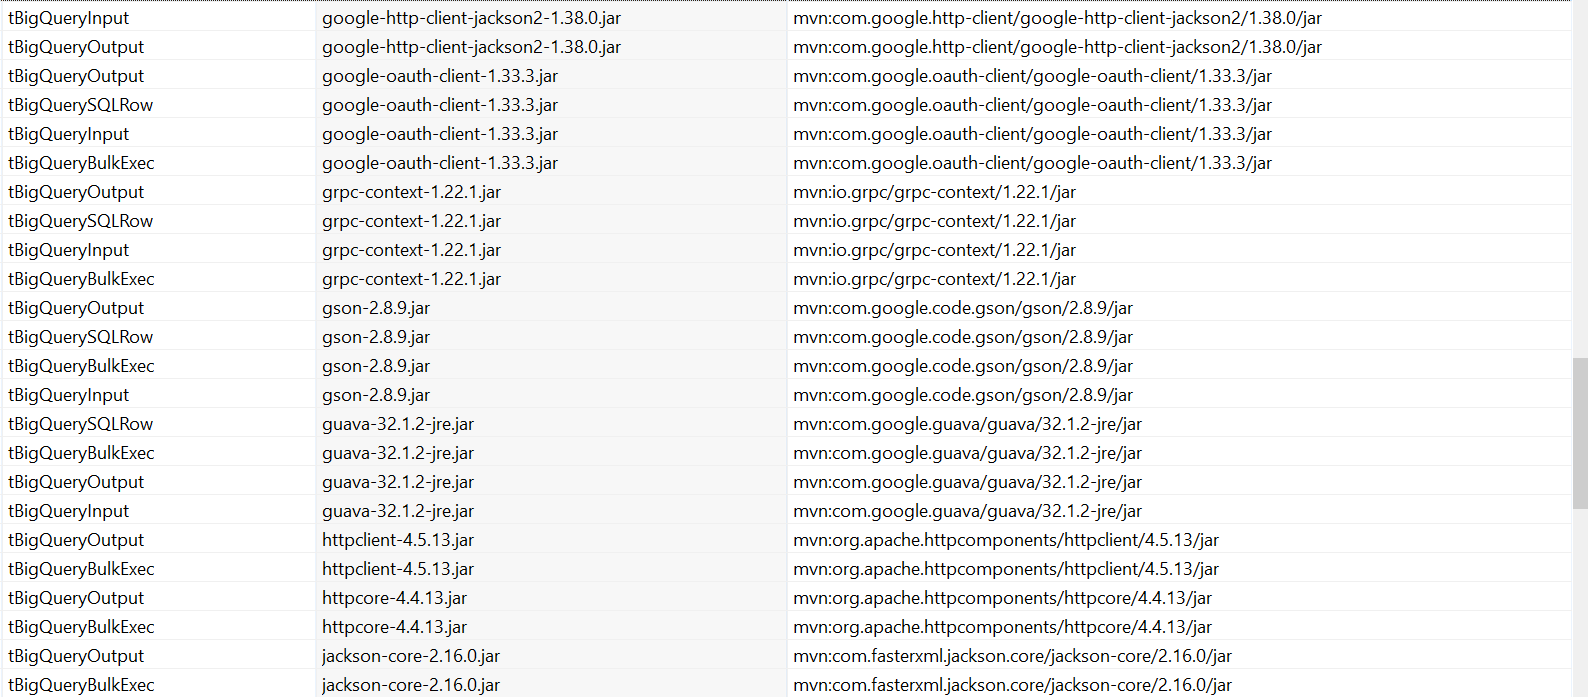 tBigQueryInput google-http-client-jackson2-1.38.0.jar mvn:com.google.http-client/google-http-client-jackson2/1.38.0/jar
tBigQueryOutput google-http-client-jackson2-1.38.0.jar mvn:com.google.http-client/google-http-client-jackson2/1.38.0/jar
tBigQueryOutput google-oauth-client-1.33.3.jar mvn:com.google.oauth-client/google-oauth-client/1.33.3/jar
tBigQuerySQLRow google-oauth-client-1.33.3.jar mvn:com.google.oauth-client/google-oauth-client/1.33.3/jar
tBigQueryInput google-oauth-client-1.33.3.jar mvn:com.google.oauth-client/google-oauth-client/1.33.3/jar
tBigQueryBulkExec google-oauth-client-1.33.3.jar mvn:com.google.oauth-client/google-oauth-client/1.33.3/jar
tBigQueryOutput grpc-context-1.22.1.jar mvn:io.grpc/grpc-context/1.22.1/jar
tBigQuerySQLRow grpc-context-1.22.1.jar mvn:io.grpc/grpc-context/1.22.1/jar
tBigQueryInput grpc-context-1.22.1.jar mvn:io.grpc/grpc-context/1.22.1/jar
tBigQueryBulkExec grpc-context-1.22.1.jar mvn:io.grpc/grpc-context/1.22.1/jar
tBigQueryOutput gson-2.8.9.jar mvn:com.google.code.gson/gson/2.8.9/jar
tBigQuerySQLRow gson-2.8.9.jar mvn:com.google.code.gson/gson/2.8.9/jar
tBigQueryBulkExec gson-2.8.9.jar mvn:com.google.code.gson/gson/2.8.9/jar
tBigQueryInput gson-2.8.9.jar mvn:com.google.code.gson/gson/2.8.9/jar
tBigQuerySQLRow guava-32.1.2-jre.jar mvn:com.google.guava/guava/32.1.2-jre/jar
tBigQueryBulkExec guava-32.1.2-jre.jar mvn:com.google.guava/guava/32.1.2-jre/jar
tBigQueryOutput guava-32.1.2-jre.jar mvn:com.google.guava/guava/32.1.2-jre/jar
tBigQueryInput guava-32.1.2-jre.jar mvn:com.google.guava/guava/32.1.2-jre/jar
tBigQueryOutput httpclient-4.5.13.jar mvn:org.apache.httpcomponents/httpclient/4.5.13/jar
tBigQueryBulkExec httpclient-4.5.13.jar mvn:org.apache.httpcomponents/httpclient/4.5.13/jar
tBigQueryOutput httpcore-4.4.13.jar mvn:org.apache.httpcomponents/httpcore/4.4.13/jar
tBigQueryBulkExec httpcore-4.4.13.jar mvn:org.apache.httpcomponents/httpcore/4.4.13/jar
tBigQueryOutput jackson-core-2.16.0.jar mvn:com.fasterxml.jackson.core/jackson-core/2.16.0/jar
tBigQueryBulkExec jackson-core-2.16.0.jar mvn:com.fasterxml.jackson.core/jackson-core/2.16.0/jar